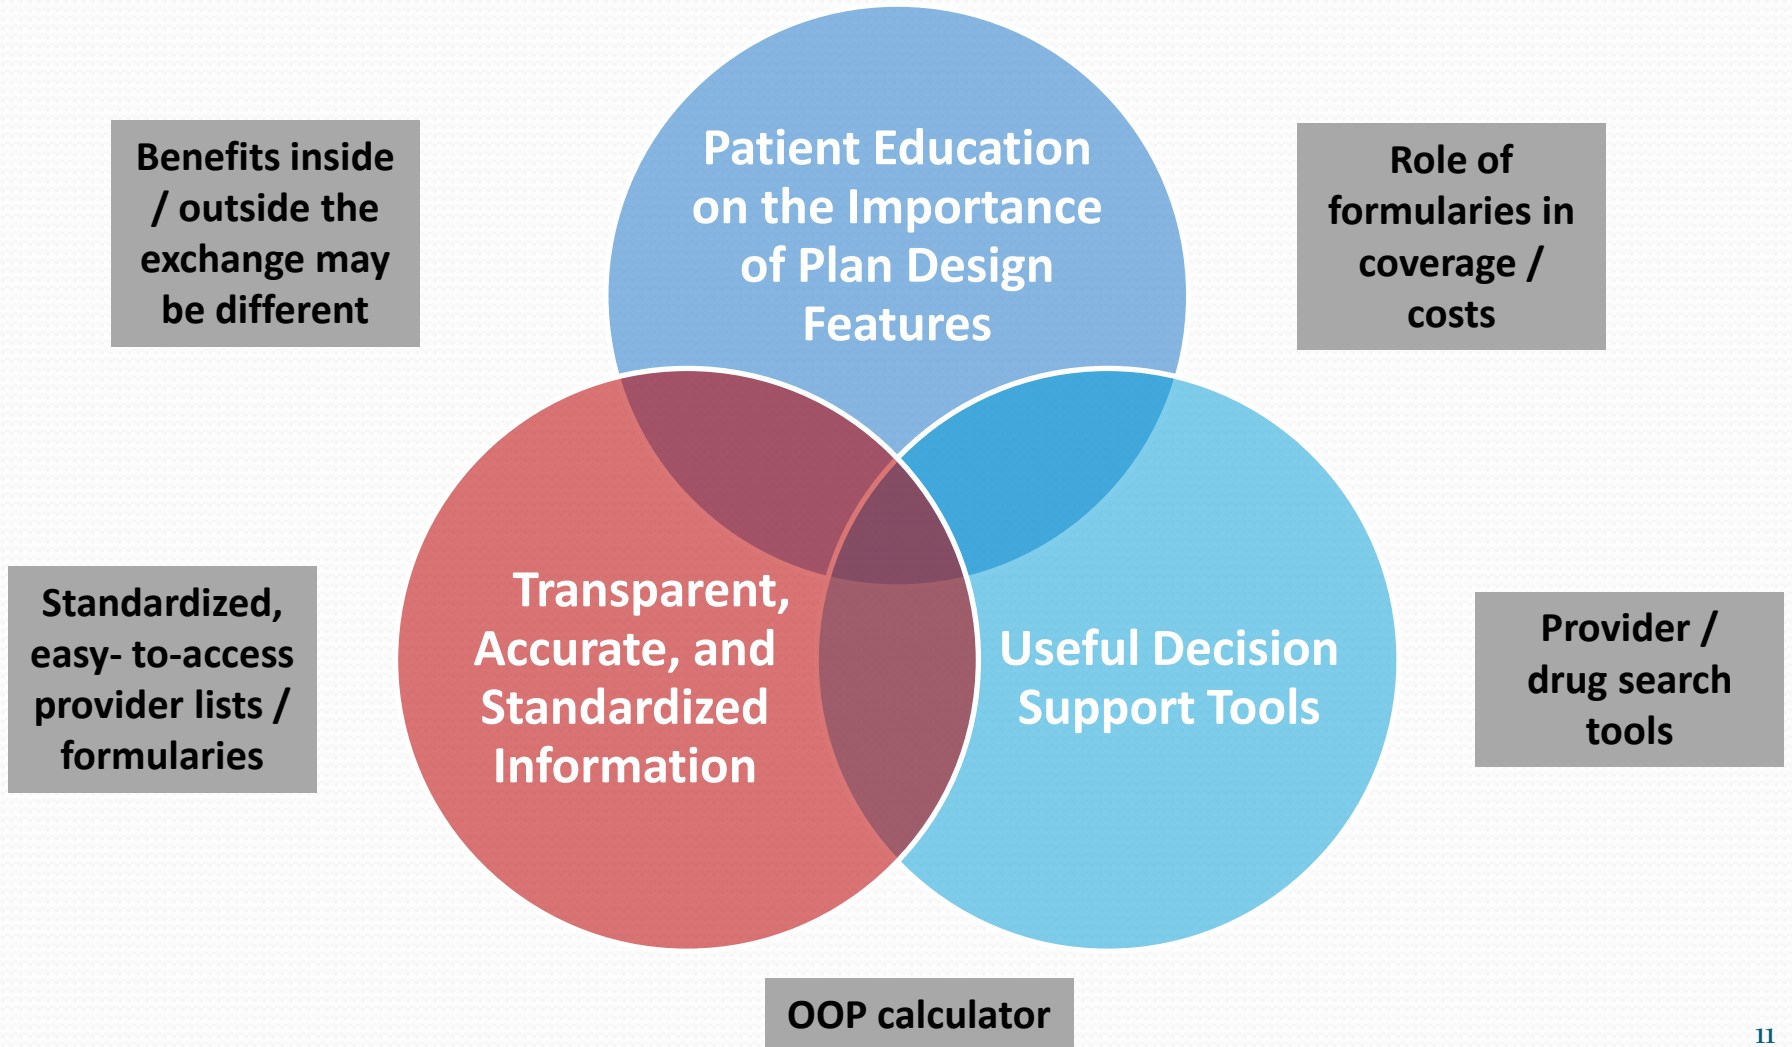 Patient Education
on the Importance
of Plan Design
Features
Benefits inside
/ outside the
exchange may
be different
Role of
formularies in
coverage /
costs
Transparent,
Accurate, and
Standardized
Information
Useful Decision
Support Tools
Standardized,
easy- to-access
provider lists /
formularies
Provider /
drug search
tools
OOP calculator
11